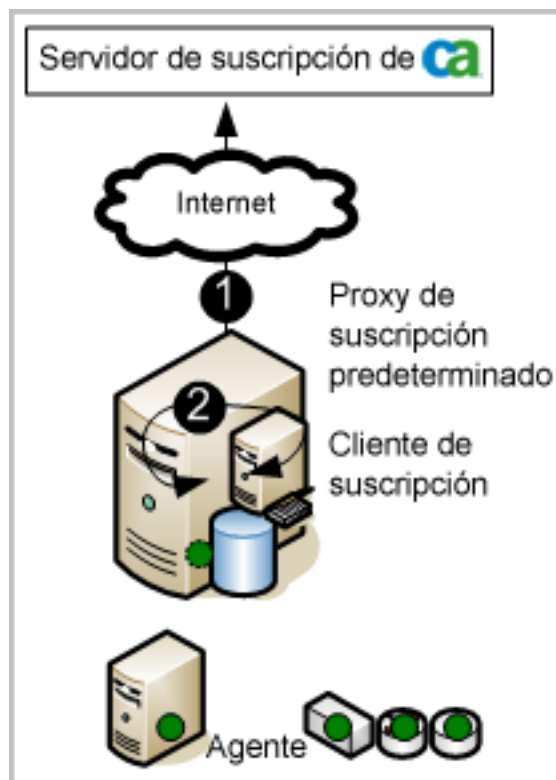 Servidor de suscripción de ca
Internet
1
Proxy de
suscripción
predeterminado
2
Cliente de
suscripción
Agente